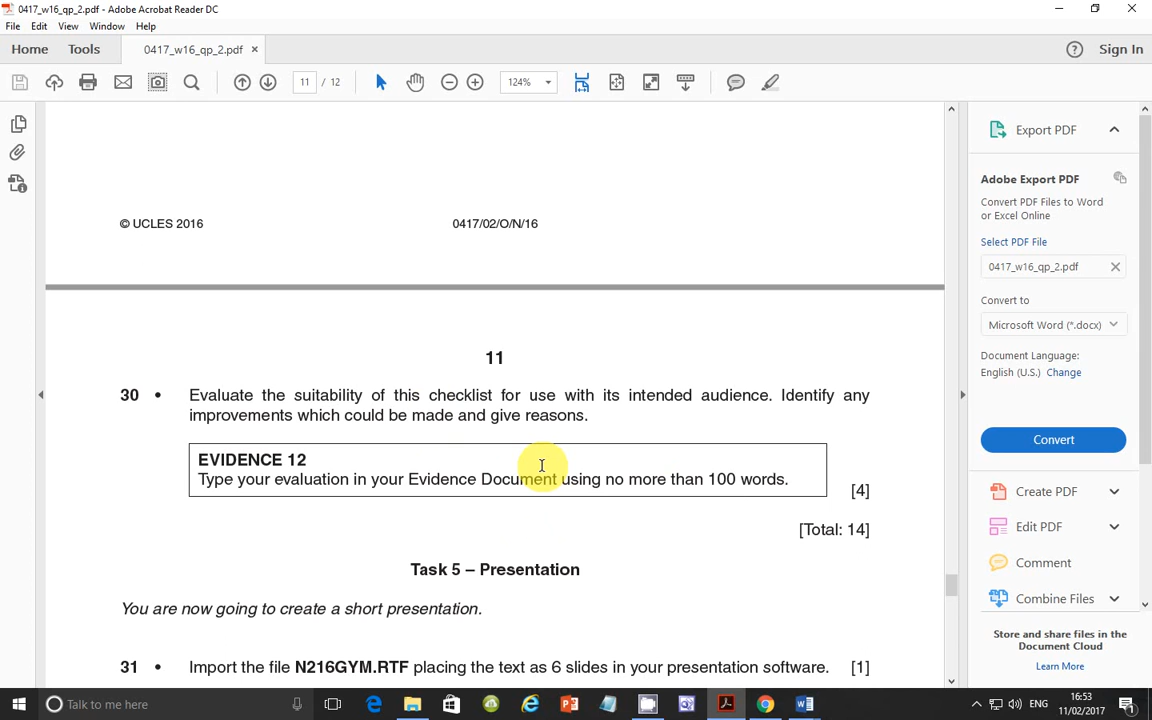 0417_w16_qp_2.pdf - Adobe Acrobat Reader DC
File Edit View Window Help
Home Tools 0417_w16_qp_2.pdf × Sign In
11 / 12 124%
Export PDF
Adobe Export PDF
Convert PDF Files to Word
or Excel Online
Select PDF File
0417_w16_qp_2.pdf
Convert to
Microsoft Word (*.docx)
Document Language:
English (U.S.) Change
Convert
Create PDF
Edit PDF
Comment
Combine Files
Store and share files in the
Document Cloud
Learn More
© UCLES 2016 0417/02/O/N/16
11
30 • Evaluate the suitability of this checklist for use with its intended audience. Identify any
improvements which could be made and give reasons.
EVIDENCE 12
Type your evaluation in your Evidence Document using no more than 100 words.
[4]
[Total: 14]
Task 5 – Presentation
You are now going to create a short presentation.
31 • Import the file N216GYM.RTF placing the text as 6 slides in your presentation software. [1]
Talk to me here
ENG
16:53
11/02/2017